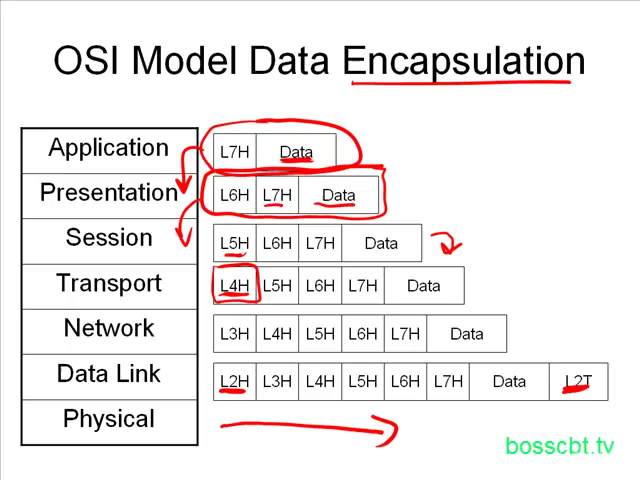 OSI Model Data Encapsulation
Application L7H Data
Presentation L6H L7H Data
Session L5H L6H L7H Data
Transport L4H L5H L6H L7H Data
Network L3H L4H L5H L6H L7H Data
Data Link L2H L3H L4H L5H L6H L7H Data L2T
Physical
bosscbt.tv